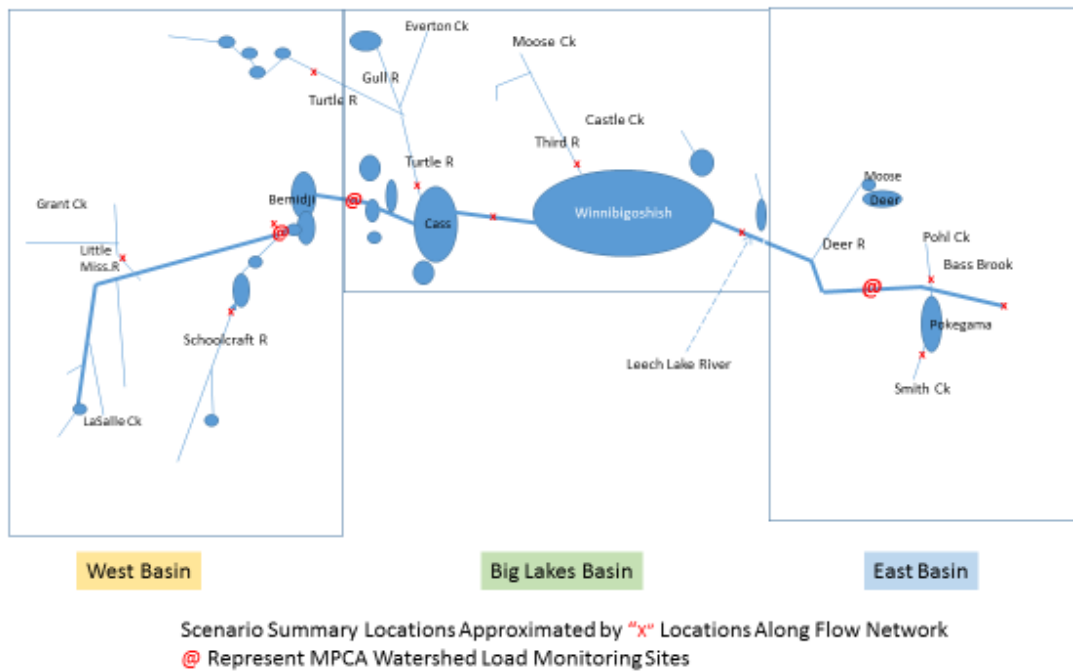 Everton Ck
Moose Ck
Gull R
Turtle R
Castle Ck
Third R
Turtle R
Moose
Deer
Bemidji
Grant Ck
Cass
Winnibigoshish
Little
Miss.R
@
@
Deer R
Pohl Ck
Bass Brook
@
Schoolcraft R
Pokegama
Leech Lake River
Smith Ck
LaSalle Ck
x
x
x
x
x
x
x
x
x
x
x
West Basin
Big Lakes Basin
East Basin
Scenario Summary Locations Approximated by "x" Locations Along Flow Network
@ Represent MPCA Watershed Load Monitoring Sites